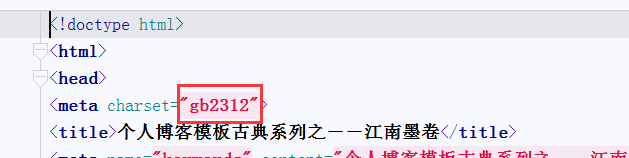 <!doctype html>
<html>
<head>
<meta charset="gb2312">
<title>个人博客模板古典系列之——江南墨卷</title>